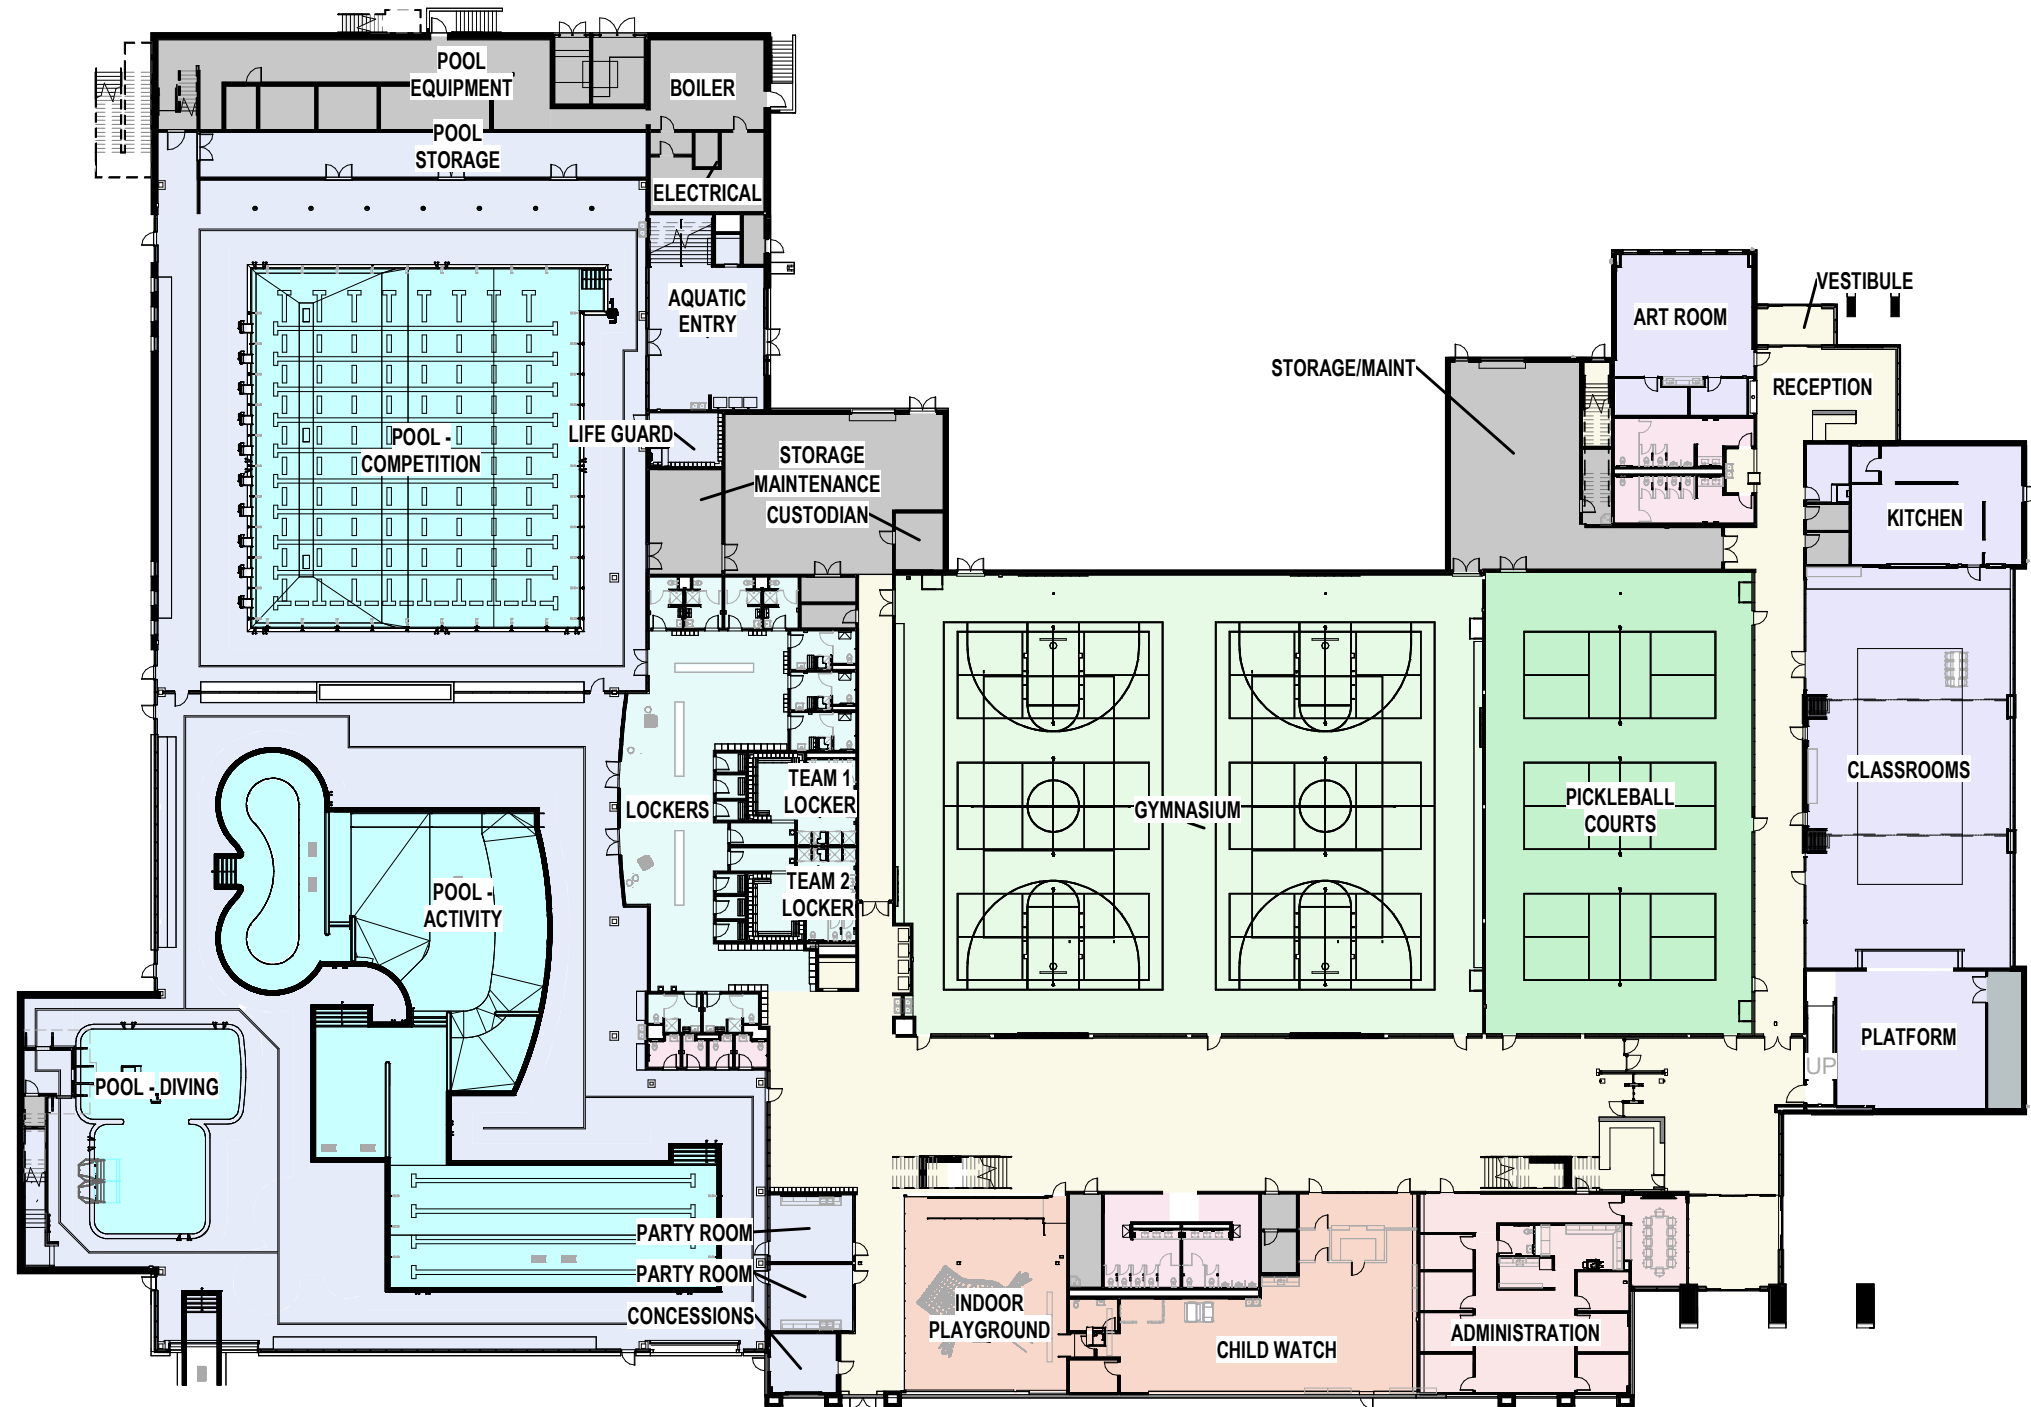 POOL
EQUIPMENT
BOILER
POOL
STORAGE
ELECTRICAL
AQUATIC
ENTRY
VESTIBULE
ART ROOM
STORAGE/MAINT
RECEPTION
LIFE GUARD
POOL -
COMPETITION
STORAGE
MAINTENANCE
CUSTODIAN
KITCHEN
TEAM 1
LOCKER
LOCKERS
GYMNASIUM
PICKLEBALL
COURTS
CLASSROOMS
TEAM 2
LOCKER
POOL -
ACTIVITY
PLATFORM
UP
POOL - DIVING
PARTY ROOM
PARTY ROOM
CONCESSIONS
INDOOR
PLAYGROUND
CHILD WATCH
ADMINISTRATION